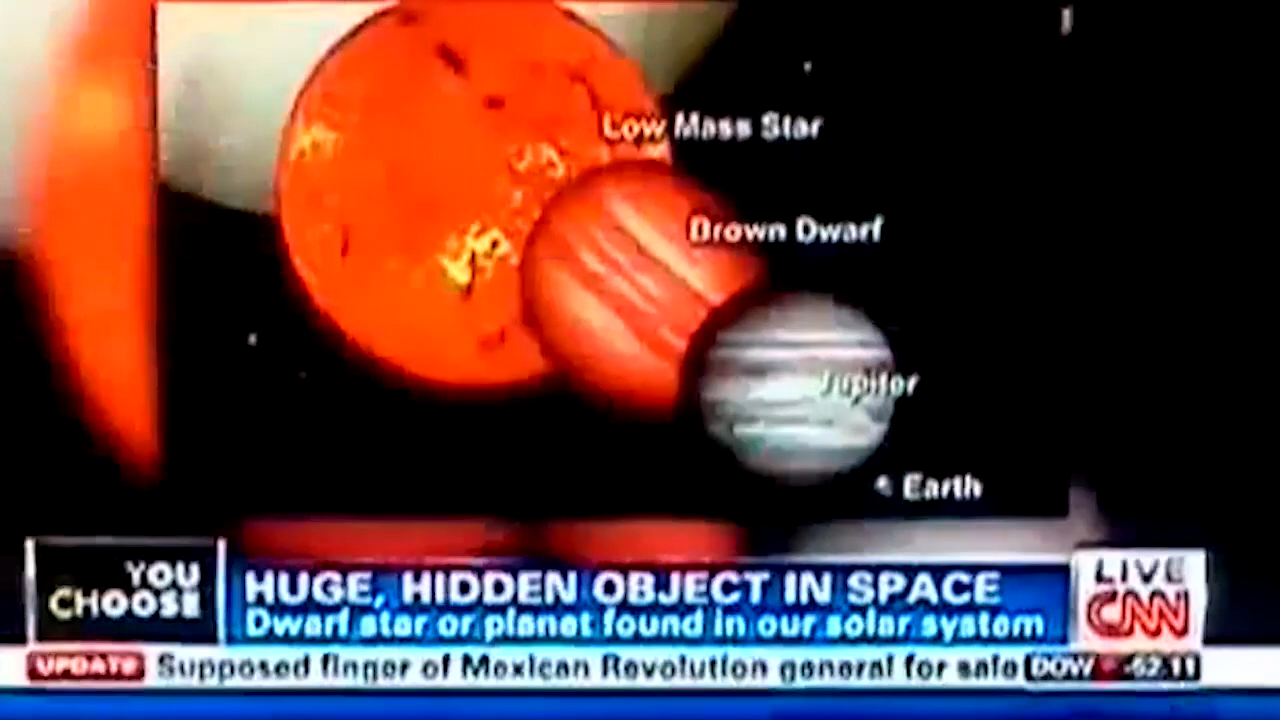 Low Mass Star
Brown Dwarf
Jupiter
Earth
YOU
CHOOSE
HUGE, HIDDEN OBJECT IN SPACE
Dwarf star or planet found in our solar system
LIVE
CNN
UPDATE Supposed finger of Mexican Revolution general for sale DOW -52.11